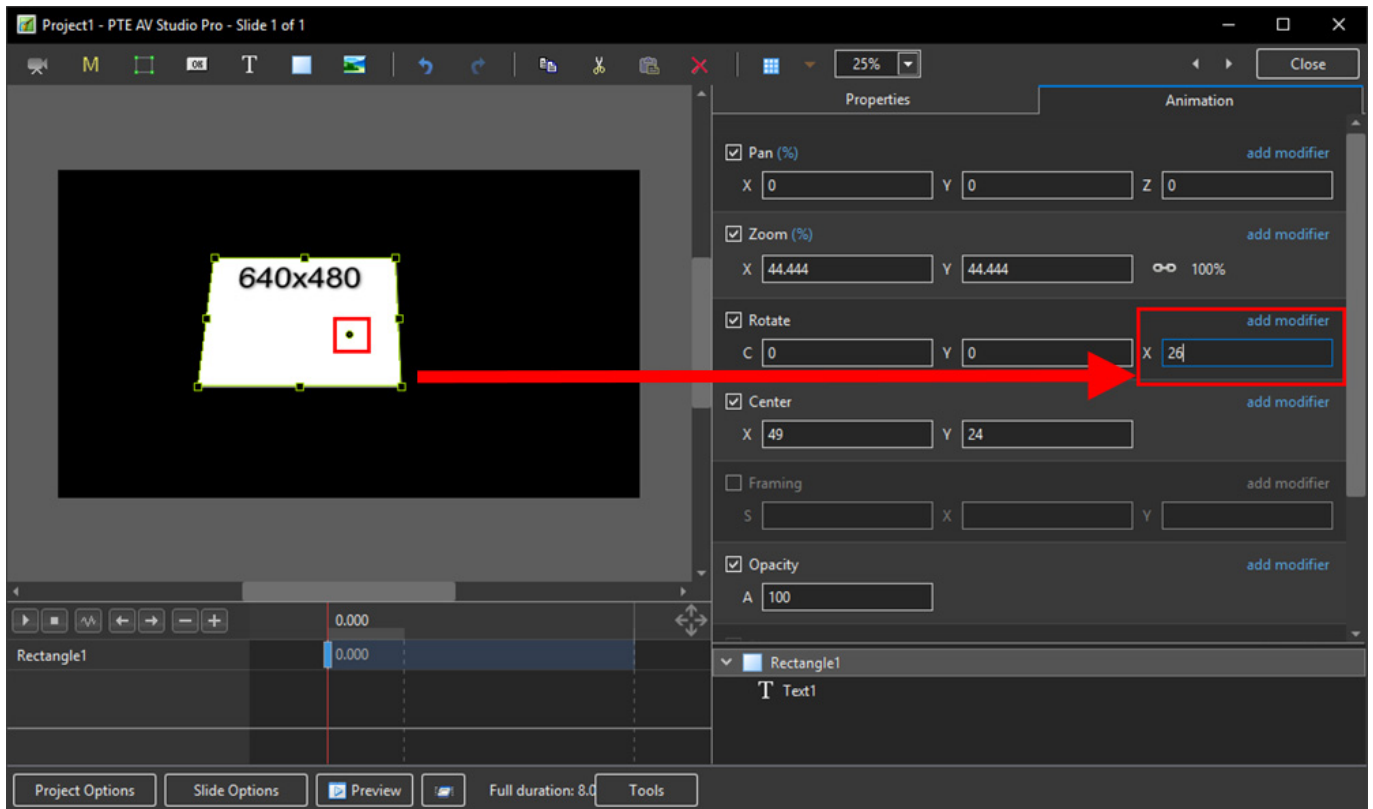 Project1 - PTE AV Studio Pro - Slide 1 of 1
M OK T 25% Close
Properties Animation
Pan (%) add modifier
X 0 Y 0 Z 0
Zoom (%) add modifier
X 44.444 Y 44.444 100%
640x480
Rotate add modifier
C 0 Y 0 X 26
Center add modifier
X 49 Y 24
Framing add modifier
S X Y
Opacity add modifier
A 100
0.000
Rectangle1 0.000
Rectangle1
T Text1
Project Options Slide Options Preview Full duration: 8.0 Tools